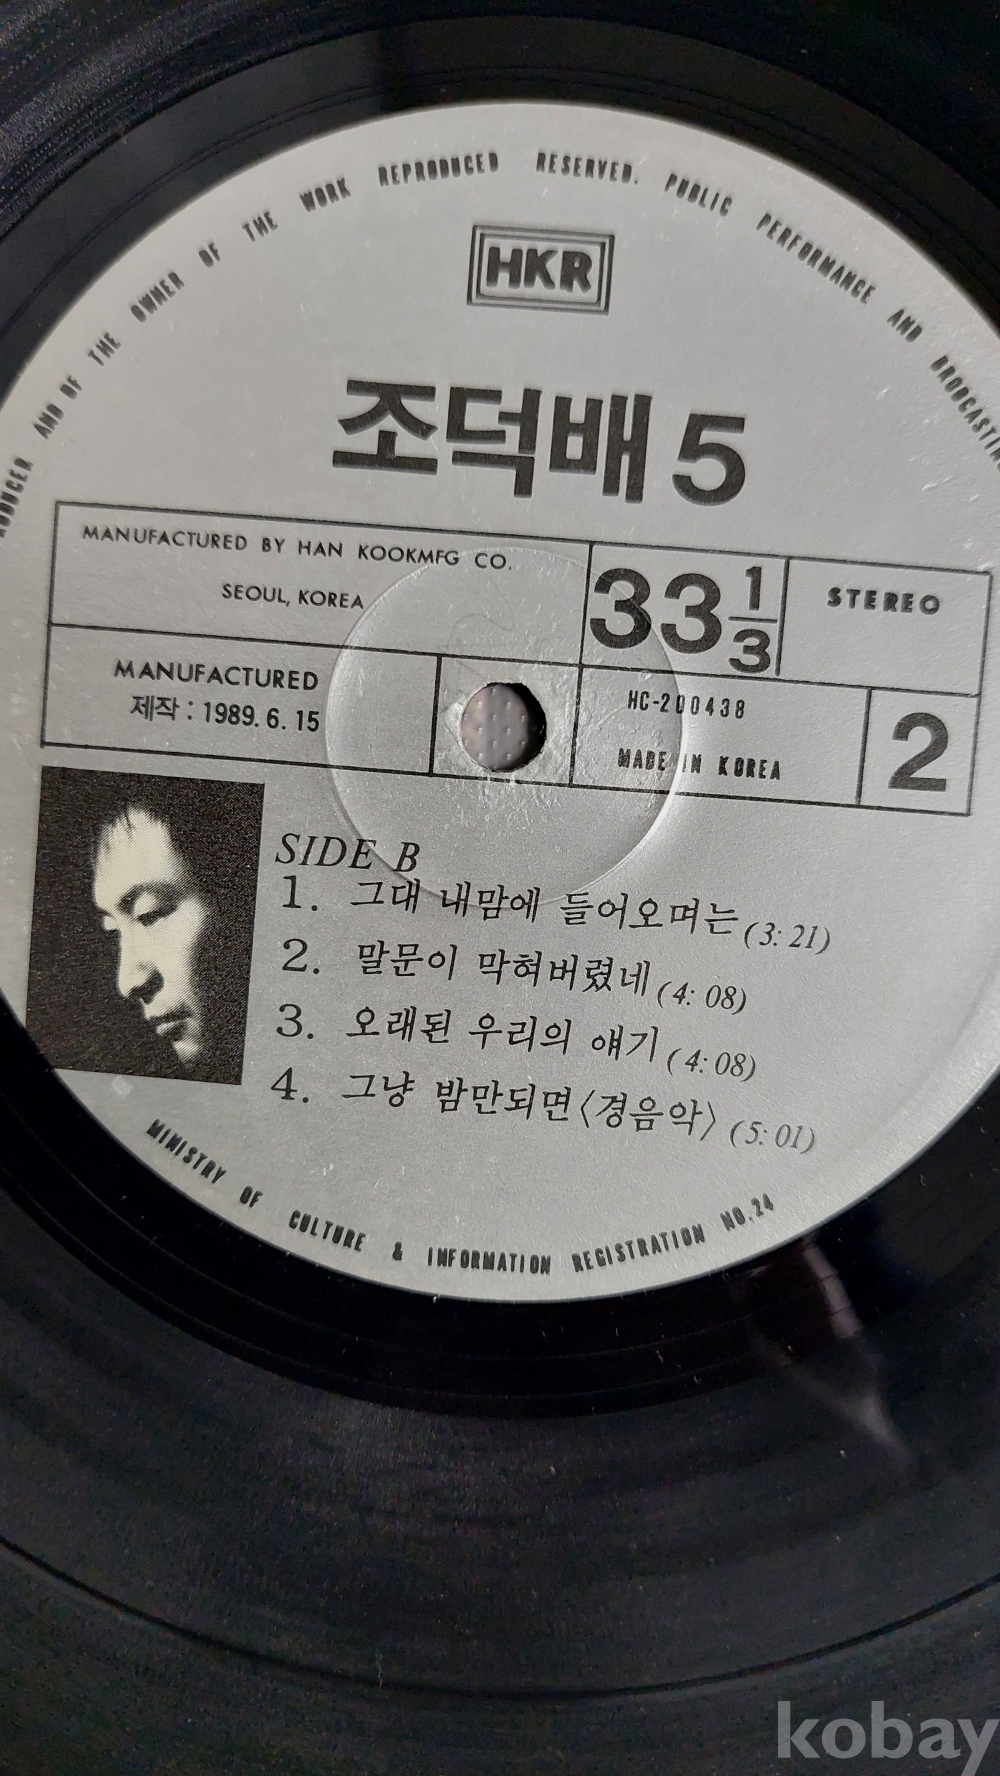 AND OF THE OWNER OF THE WORK REPRODUCED RESERVED. PUBLIC PERFORMANCE AND BRODCASTIN
HKR
조덕배 5
MANUFACTURED BY HAN KOOKMFG CO.
SEOUL, KOREA
33 1/3
STEREO
MANUFACTURED
제작 : 1989. 6. 15
HC-200438
MADE IN KOREA
2
SIDE B
1. 그대 내맘에 들어오며는 (3: 21)
2. 말문이 막혀버렸네 (4: 08)
3. 오래된 우리의 얘기 (4: 08)
4. 그냥 밤만되면〈경음악〉 (5: 01)
MINISTRY OF CULTURE & INFORMATION REGISTRATION NO.24
kobay